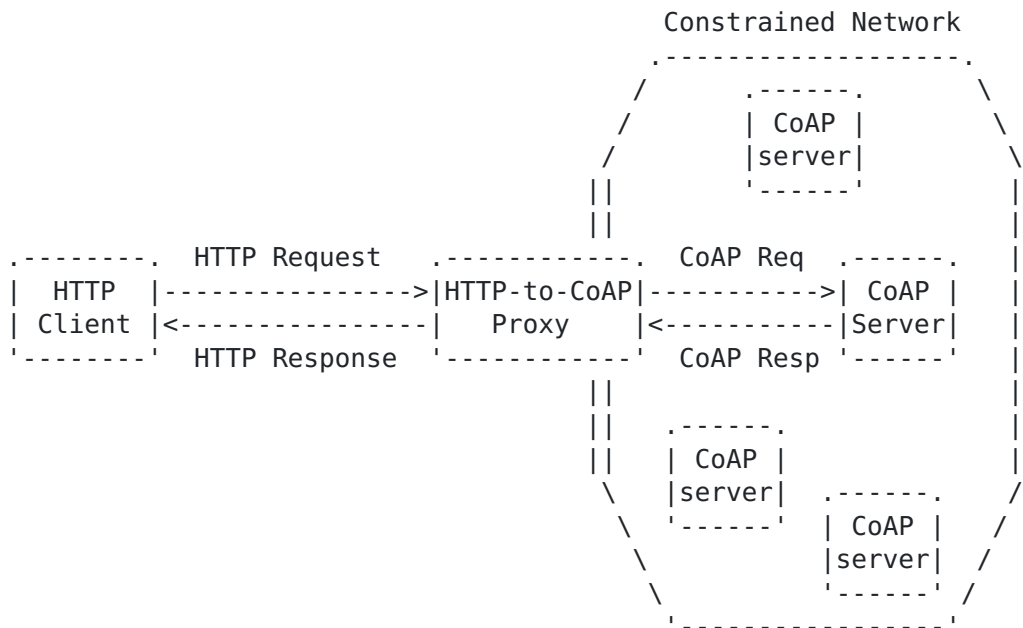 Constrained Network
CoAP
server
HTTP Request CoAP Req
HTTP HTTP-to-CoAP CoAP
Client Proxy Server
HTTP Response CoAP Resp
CoAP
server
CoAP
server